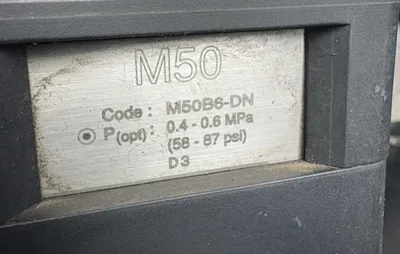 M50
Code : M50B6-DN
P(opt) : 0.4 - 0.6 MPa
(58 - 87 psi)
D3